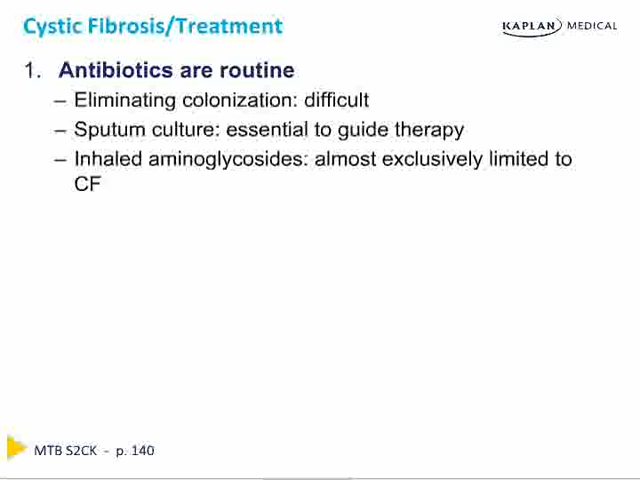 Cystic Fibrosis/Treatment
KAPLAN MEDICAL
1. Antibiotics are routine
– Eliminating colonization: difficult
– Sputum culture: essential to guide therapy
– Inhaled aminoglycosides: almost exclusively limited to
CF
MTB S2CK - p. 140